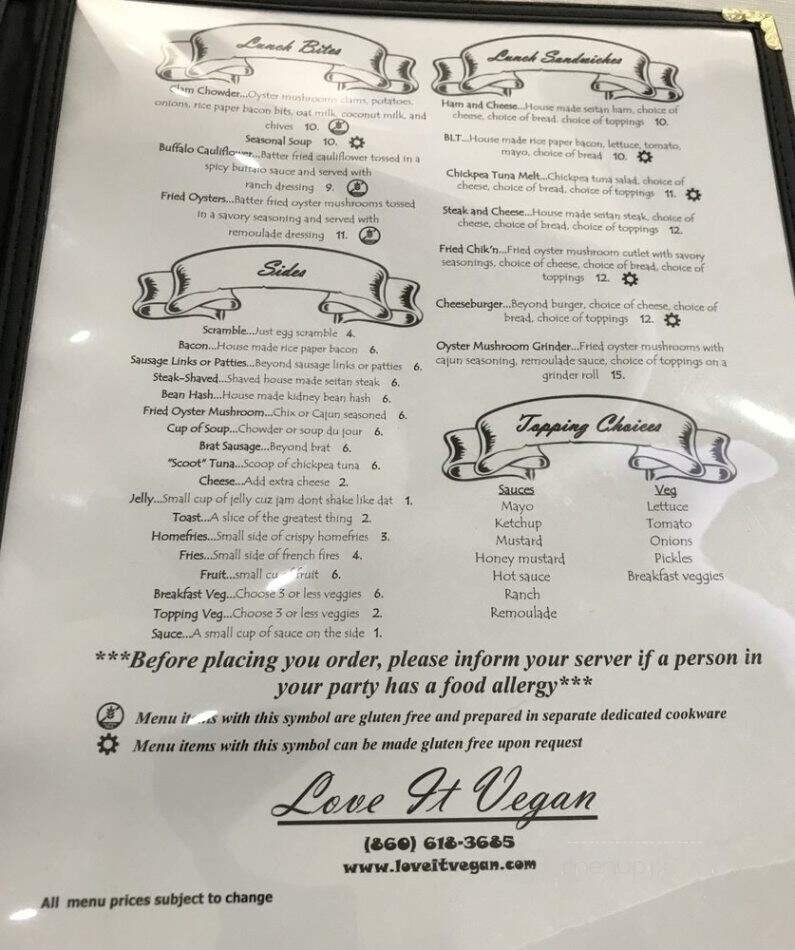 Lunch Bites
Clam Chowder...Oyster mushrooms clams, potatoes,
onions, rice paper bacon bits, oat milk, coconut milk, and
chives 10.
Seasonal Soup 10.
Buffalo Cauliflower...Batter fried cauliflower tossed in a
spicy buffalo sauce and served with
ranch dressing 9.
Fried Oysters...Batter fried oyster mushrooms tossed
in a savory seasoning and served with
remoulade dressing 11.
Sides
Scramble...Just egg scramble 4.
Bacon...House made rice paper bacon 6.
Sausage Links or Patties...Beyond sausage links or patties 6.
Steak-Shaved...Shaved house made seitan steak 6.
Bean Hash...House made kidney bean hash 6.
Fried Oyster Mushroom...Chix or Cajun seasoned 6.
Cup of Soup...Chowder or soup du jour 6.
Brat Sausage...Beyond brat 6.
"Scoot" Tuna...Scoop of chickpea tuna 6.
Cheese...Add extra cheese 2.
Jelly...Small cup of jelly cuz jam dont shake like dat 1.
Toast...A slice of the greatest thing 2.
Homefries...Small side of crispy homefries 3.
Fries...Small side of french fires 4.
Fruit...small cup of fruit 6.
Breakfast Veg...Choose 3 or less veggies 6.
Topping Veg...Choose 3 or less veggies 2.
Sauce...A small cup of sauce on the side 1.
Lunch Sandwiches
Ham and Cheese...House made seitan ham, choice of
cheese, choice of bread, choice of toppings 10.
BLT...House made rice paper bacon, lettuce, tomato,
mayo, choice of bread 10.
Chickpea Tuna Melt...Chickpea tuna salad, choice of
cheese, choice of bread, choice of toppings 11.
Steak and Cheese...House made seitan steak, choice of
cheese, choice of bread, choice of toppings 12.
Fried Chik'n...Fried oyster mushroom cutlet with savory
seasonings, choice of cheese, choice of bread, choice of
toppings 12.
Cheeseburger...Beyond burger, choice of cheese, choice of
bread, choice of toppings 12.
Oyster Mushroom Grinder...Fried oyster mushrooms with
cajun seasoning, remoulade sauce, choice of toppings on a
grinder roll 15.
Topping Choices
Sauces
Mayo
Ketchup
Mustard
Honey mustard
Hot sauce
Ranch
Remoulade
Veg
Lettuce
Tomato
Onions
Pickles
Breakfast veggies
***Before placing you order, please inform your server if a person in
your party has a food allergy***
Menu items with this symbol are gluten free and prepared in separate dedicated cookware
Menu items with this symbol can be made gluten free upon request
Love It Vegan
(860) 618-3685
www.loveitvegan.com
All menu prices subject to change